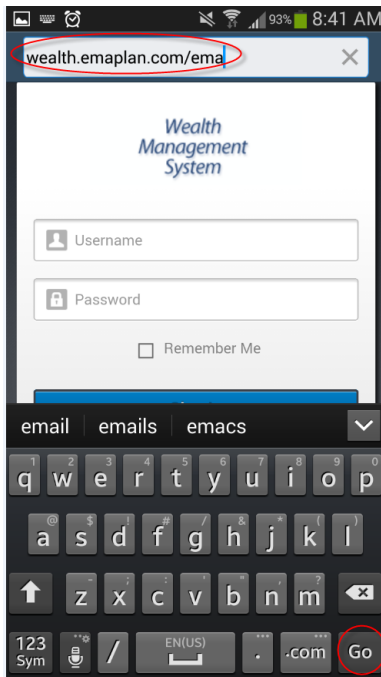 93% 8:41 AM
wealth.emaplan.com/ema
Wealth
Management
System
Username
Password
Remember Me
email emails emacs
1 2 3 4 5 6 7 8 9 0
q w e r t y u i o p
@ $ ! # / & * ( )
a s d f g h j k l
- ' : " ?
z x c v b n m
123
Sym / EN(US) . .com Go